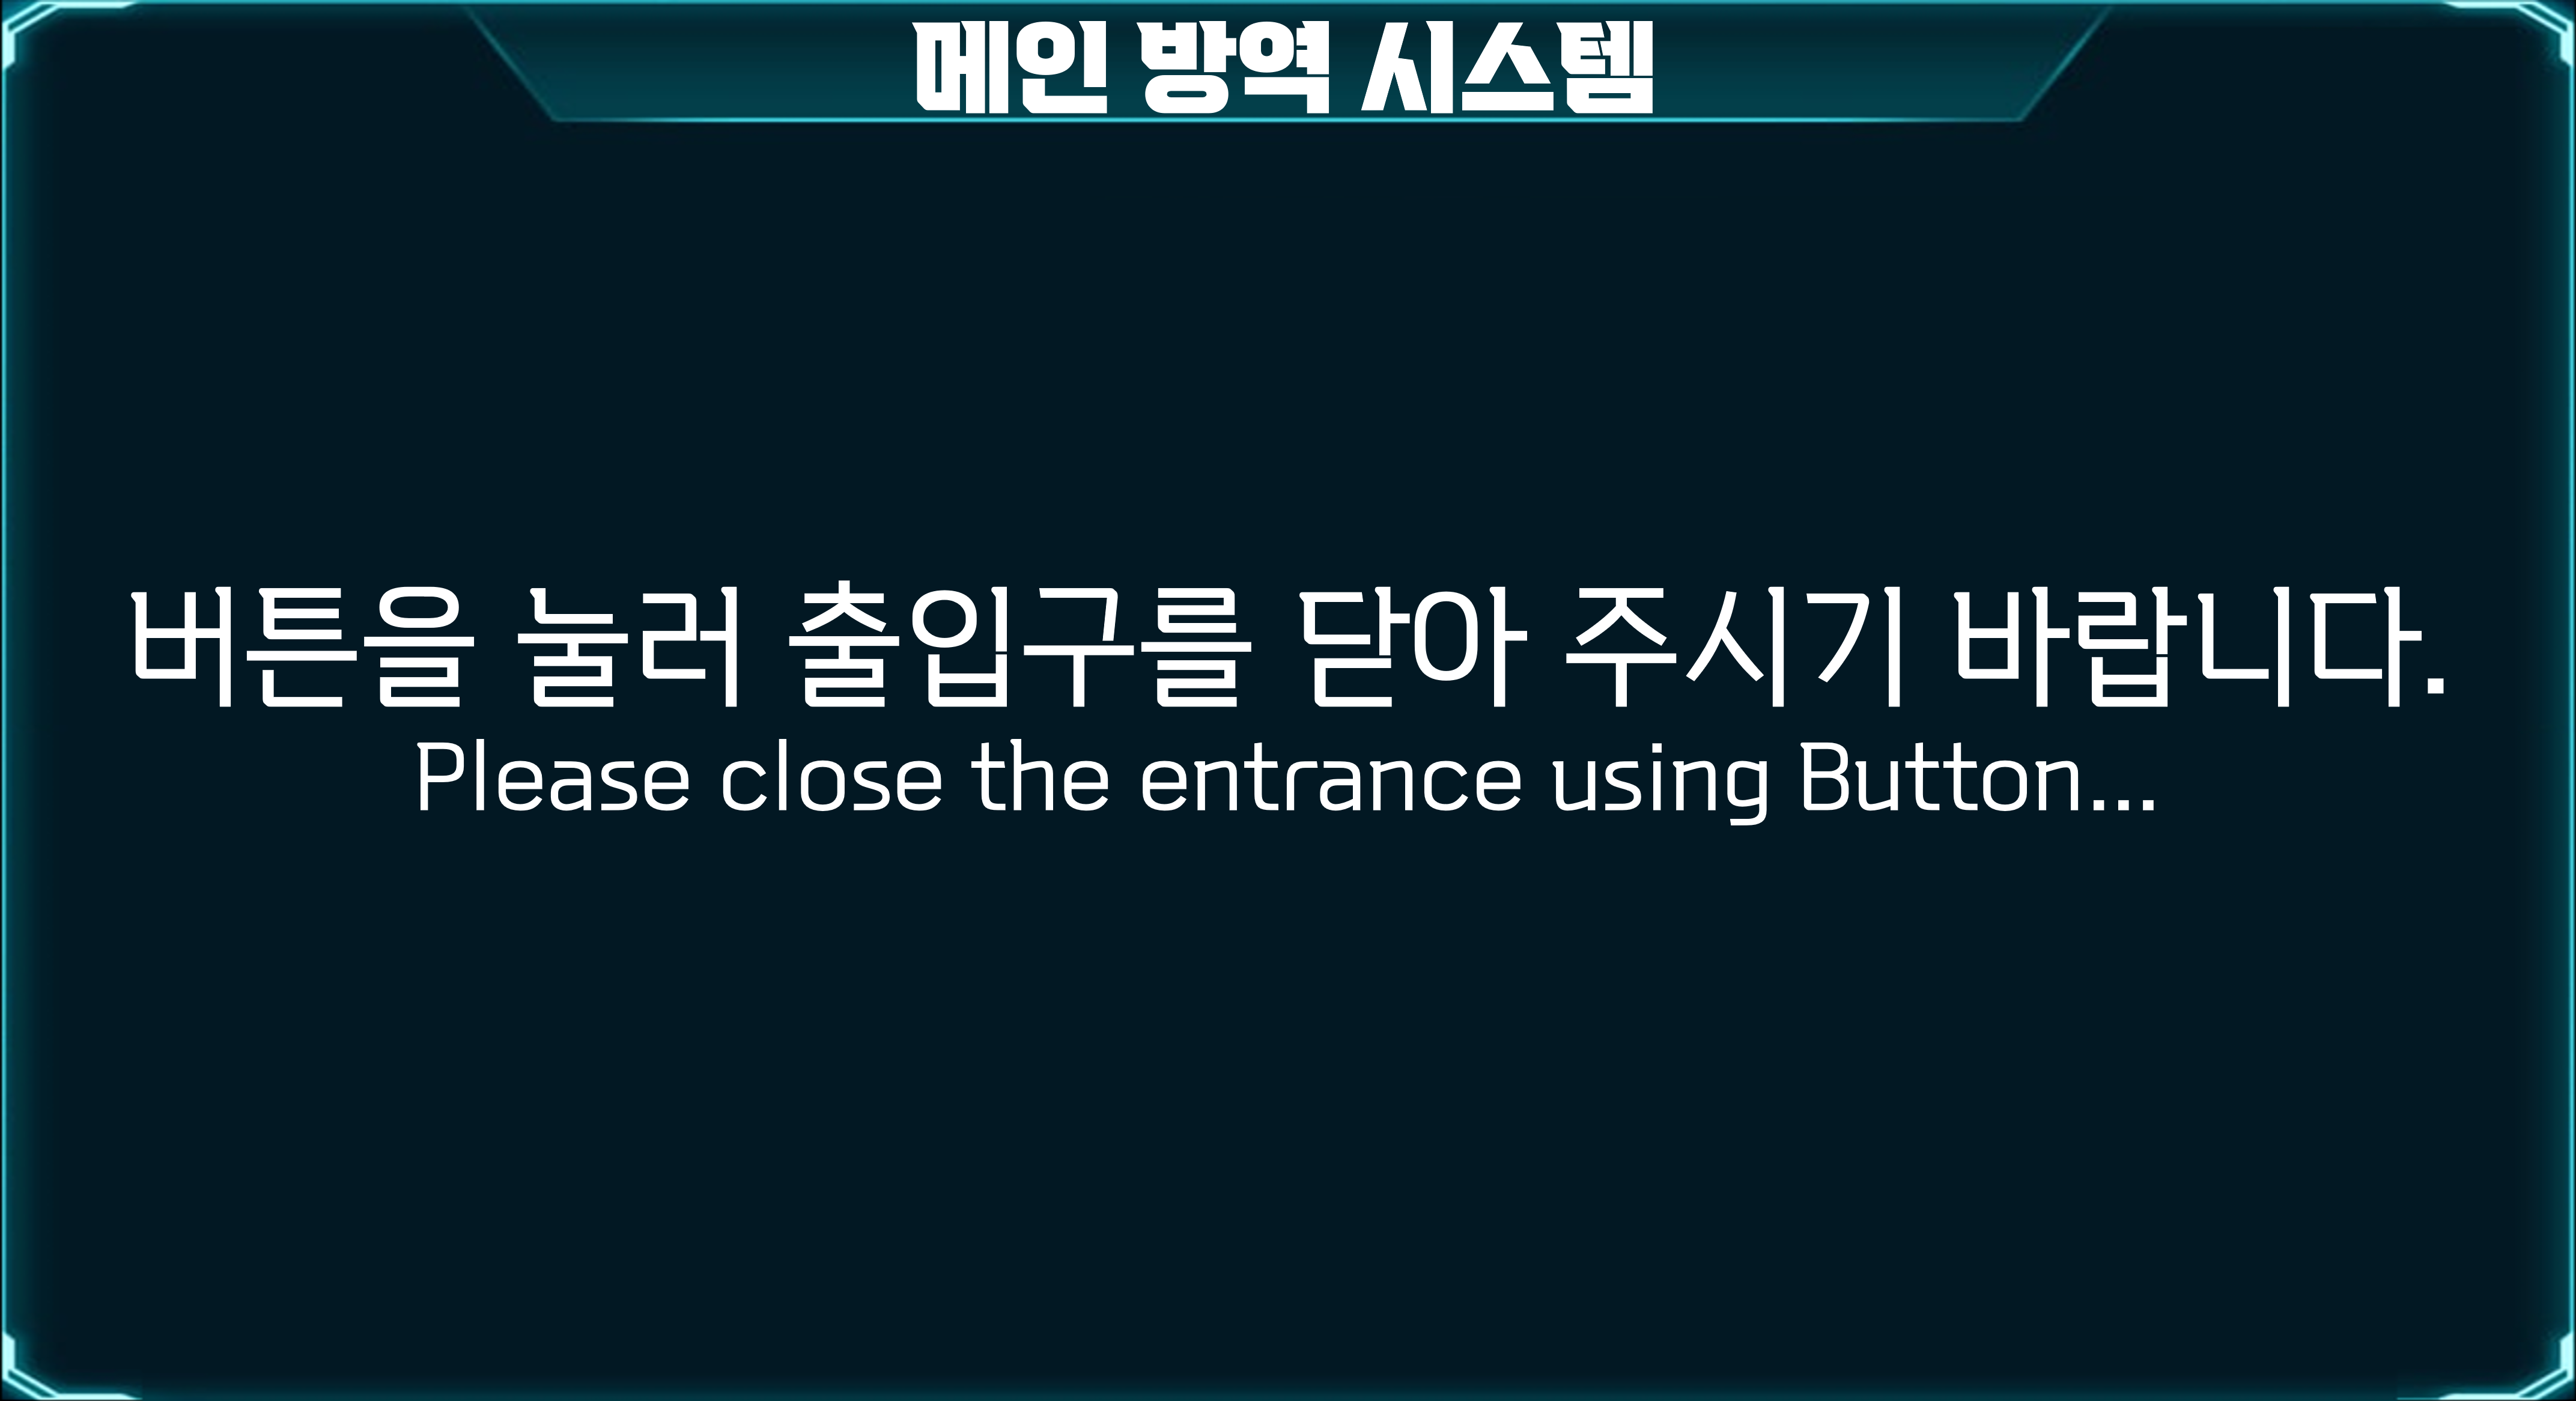 메인 방역 시스템
버튼을 눌러 출입구를 닫아 주시기 바랍니다.
Please close the entrance using Button...